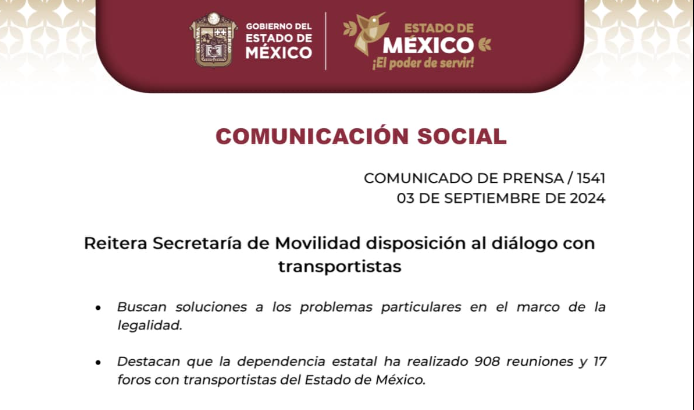 GOBIERNO DEL
ESTADO DE
MÉXICO
ESTADO DE
MÉXICO
¡El poder de servir!
COMUNICACIÓN SOCIAL
COMUNICADO DE PRENSA / 1541
03 DE SEPTIEMBRE DE 2024
Reitera Secretaría de Movilidad disposición al diálogo con
transportistas
• Buscan soluciones a los problemas particulares en el marco de la
legalidad.
• Destacan que la dependencia estatal ha realizado 908 reuniones y 17
foros con transportistas del Estado de México.